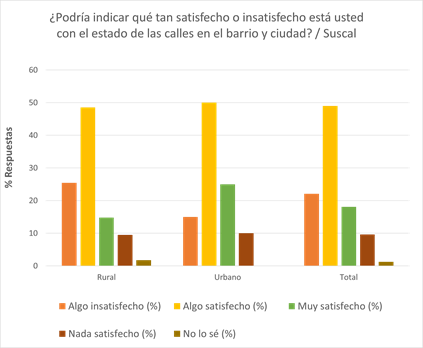 ¿Podría indicar qué tan satisfecho o insatisfecho está usted
con el estado de las calles en el barrio y ciudad? / Suscal
% Respuestas
60
50
40
30
20
10
0
Rural Urbano Total
Algo insatisfecho (%) Algo satisfecho (%) Muy satisfecho (%)
Nada satisfecho (%) No lo sé (%)